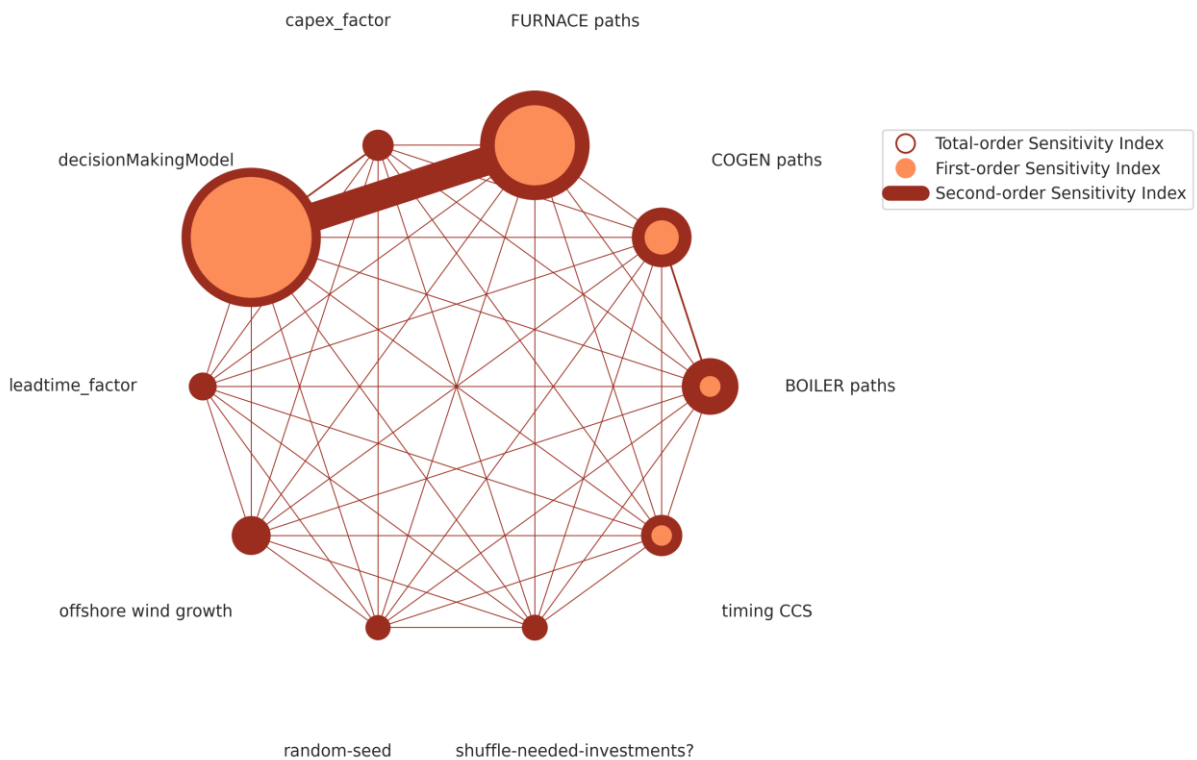 capex_factor
FURNACE paths
decisionMakingModel
COGEN paths
Total-order Sensitivity Index
First-order Sensitivity Index
Second-order Sensitivity Index
leadtime_factor
BOILER paths
offshore wind growth
timing CCS
random-seed
shuffle-needed-investments?